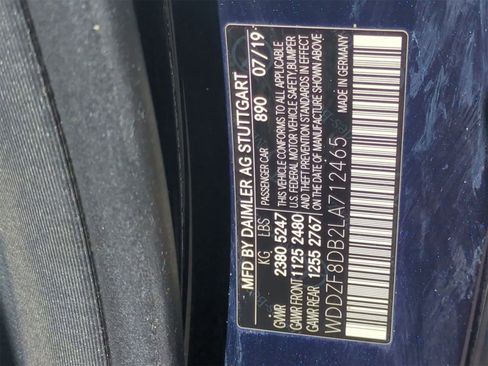 MFD BY DAIMLER AG STUTTGART
890 07/19
PASSENGER CAR
KG LBS
GVWR 2380 5247
GAWR FRONT 1125 2480
GAWR REAR 1255 2767
THIS VEHICLE CONFORMS TO ALL APPLICABLE
U.S. FEDERAL MOTOR VEHICLE SAFETY, BUMPER
AND THEFT PREVENTION STANDARDS IN EFFECT
ON THE DATE OF MANUFACTURE SHOWN ABOVE
MADE IN GERMANY
WDDZF8DB2LA712465